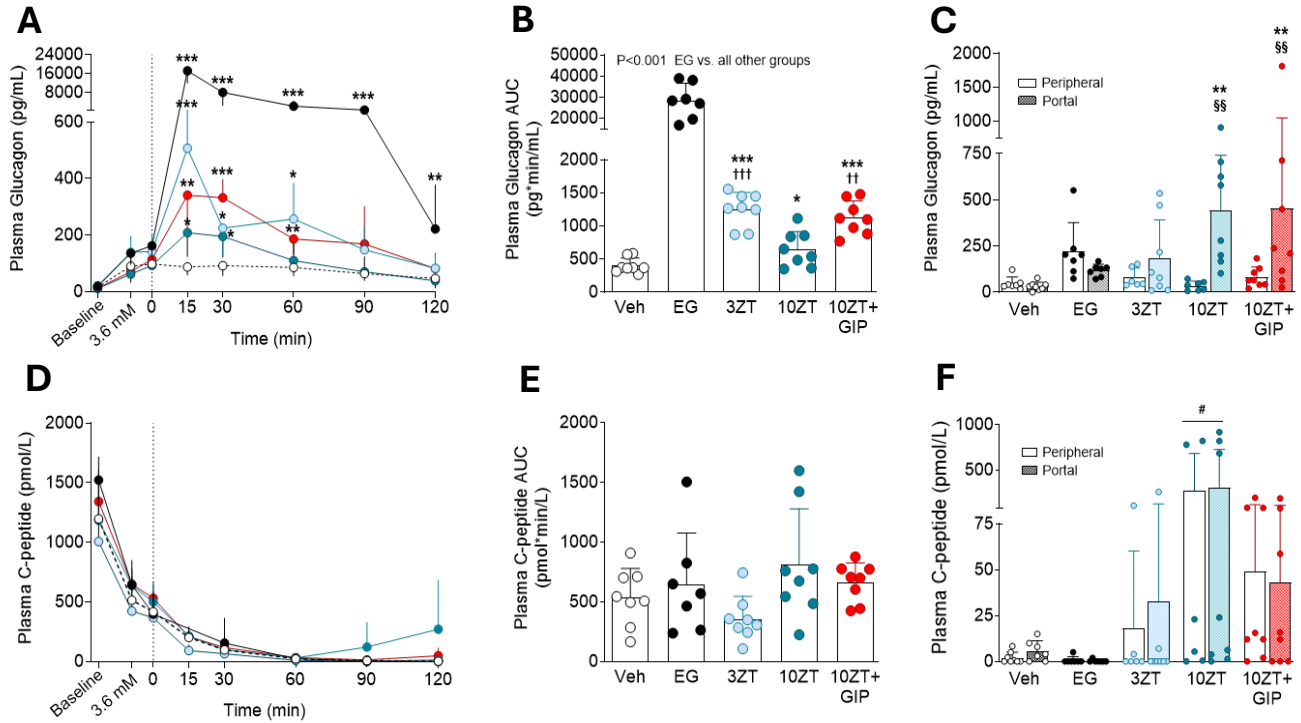 A
Plasma Glucagon (pg/mL)
24000
16000
8000
600
400
200
0
***
***
***
***
**
***
***
**
*
*
*
*
**
Baseline
3.6 mM
0
15
30
60
90
120
Time (min)
B
Plasma Glucagon AUC
(pg*min/mL)
50000
40000
30000
20000
2000
1500
1000
500
0
P<0.001 EG vs. all other groups
***
†††
*
***
††
Veh
EG
3ZT
10ZT
10ZT+
GIP
C
Plasma Glucagon (pg/mL)
2000
1500
1000
750
500
250
0
Peripheral
Portal
**
§§
**
§§
Veh
EG
3ZT
10ZT
10ZT+
GIP
D
Plasma C-peptide (pmol/L)
2000
1500
1000
500
0
Baseline
3.6 mM
0
15
30
60
90
120
Time (min)
E
Plasma C-peptide AUC
(pmol*min/L)
2000
1500
1000
500
0
Veh
EG
3ZT
10ZT
10ZT+
GIP
F
Plasma C-peptide (pmol/L)
1000
500
75
50
25
0
Peripheral
Portal
#
Veh
EG
3ZT
10ZT
10ZT+
GIP